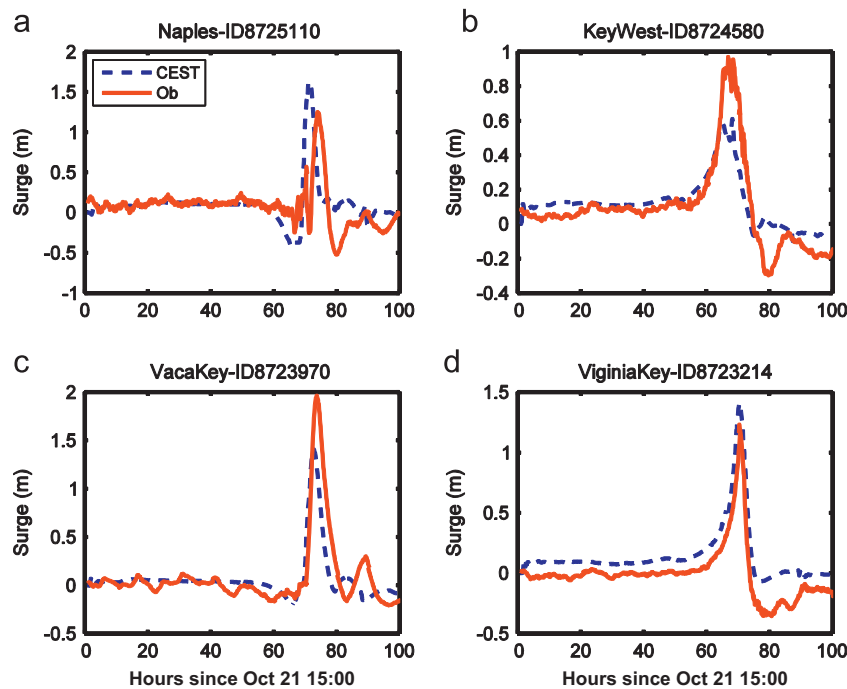 a
Naples-ID8725110
2
1.5
1
0.5
0
-0.5
-1
Surge (m)
CEST
Ob
0 20 40 60 80 100
b
KeyWest-ID8724580
1
0.8
0.6
0.4
0.2
0
-0.2
-0.4
Surge (m)
0 20 40 60 80 100
c
VacaKey-ID8723970
2
1.5
1
0.5
0
-0.5
Surge (m)
0 20 40 60 80 100
Hours since Oct 21 15:00
d
ViginiaKey-ID8723214
1.5
1
0.5
0
-0.5
Surge (m)
0 20 40 60 80 100
Hours since Oct 21 15:00